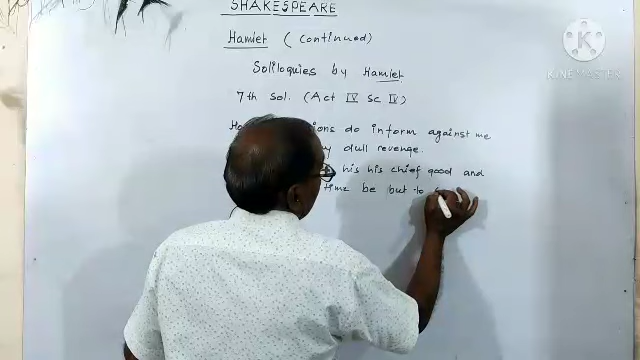 SHAKESPEARE
Hamlet (Continued)
Soliloquies by Hamlet
7th Sol. (Act IV Sc IV)
do inform against me
dull revenge.
his his chief good and
time be but to
KINEMASTER